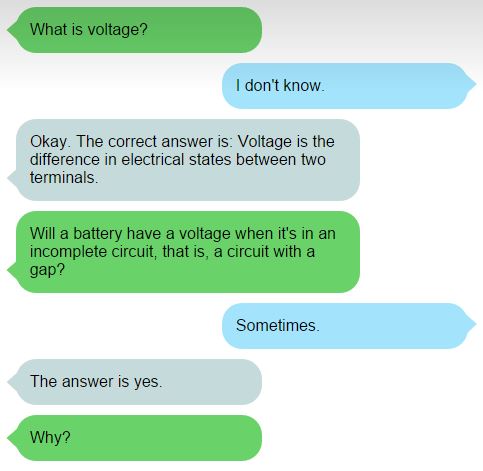 What is voltage?
I don't know.
Okay. The correct answer is: Voltage is the
difference in electrical states between two
terminals.
Will a battery have a voltage when it's in an
incomplete circuit, that is, a circuit with a
gap?
Sometimes.
The answer is yes.
Why?